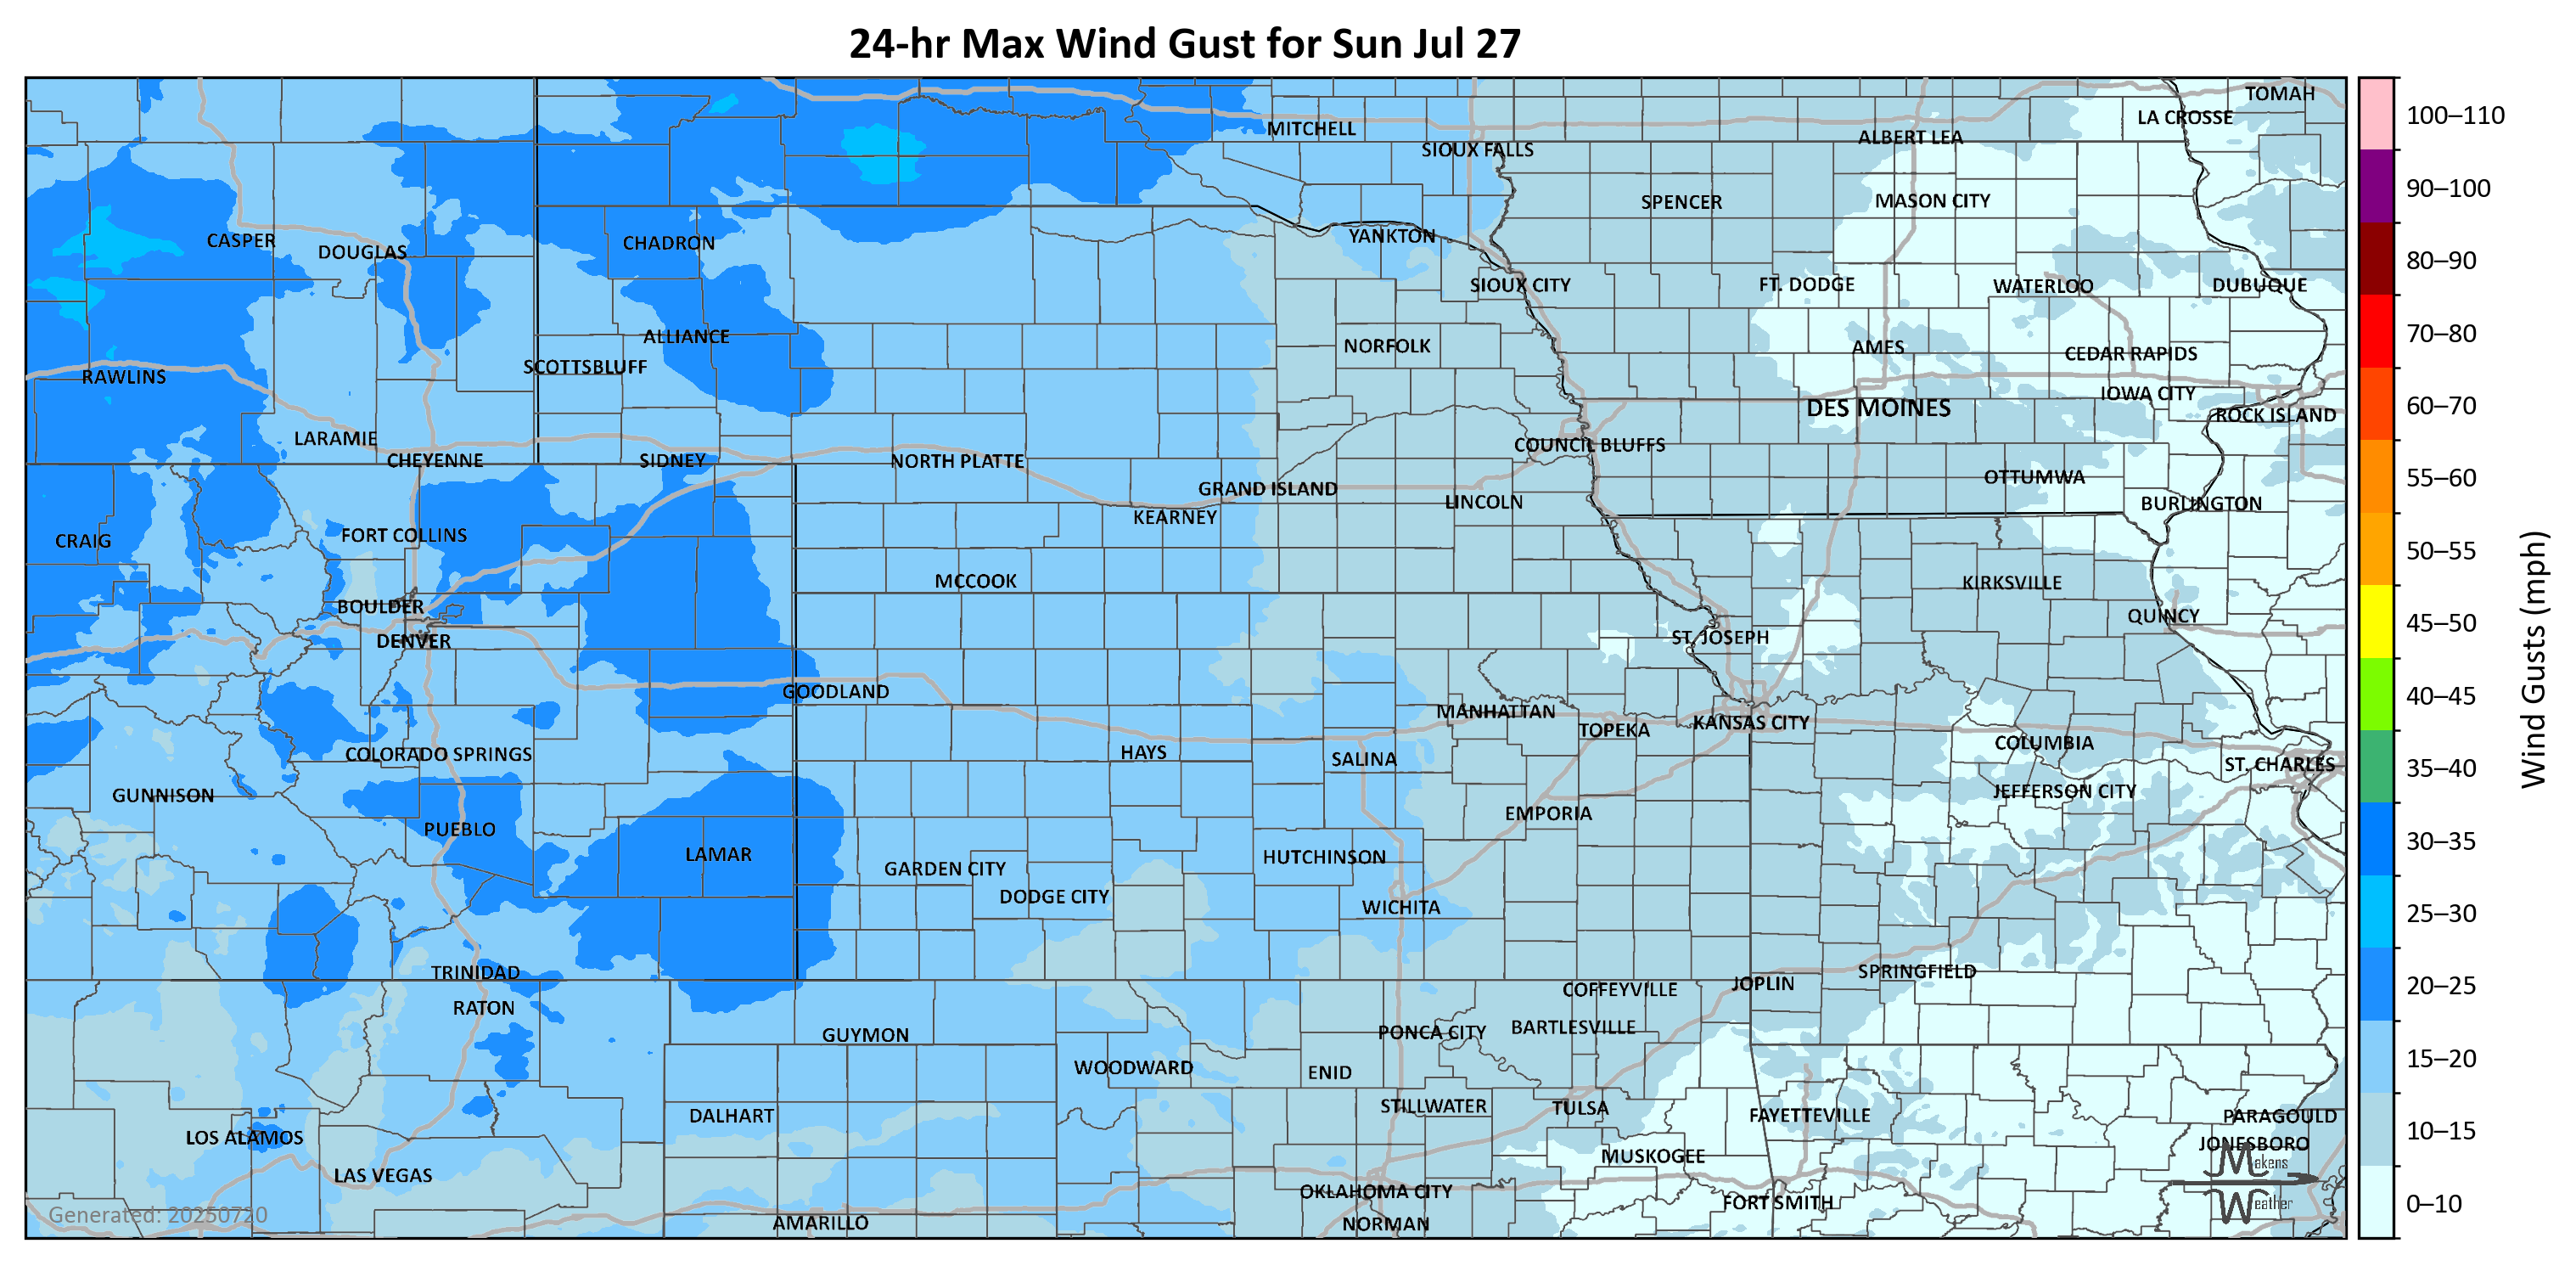 24-hr Max Wind Gust for Sun Jul 27
TOMAH
LA CROSSE
MITCHELL
ALBERT LEA
SIOUX FALLS
SPENCER
MASON CITY
CASPER
DOUGLAS
CHADRON
YANKTON
SIOUX CITY
FT. DODGE
WATERLOO
DUBUQUE
ALLIANCE
NORFOLK
AMES
CEDAR RAPIDS
SCOTTSBLUFF
RAWLINS
IOWA CITY
DES MOINES
ROCK ISLAND
LARAMIE
COUNCIL BLUFFS
CHEYENNE
SIDNEY
NORTH PLATTE
OTTUMWA
GRAND ISLAND
LINCOLN
BURLINGTON
KEARNEY
CRAIG
FORT COLLINS
MCCOOK
KIRKSVILLE
BOULDER
QUINCY
DENVER
ST. JOSEPH
GOODLAND
MANHATTAN
TOPEKA
KANSAS CITY
COLUMBIA
COLORADO SPRINGS
HAYS
SALINA
ST. CHARLES
GUNNISON
JEFFERSON CITY
EMPORIA
PUEBLO
LAMAR
HUTCHINSON
GARDEN CITY
DODGE CITY
WICHITA
TRINIDAD
SPRINGFIELD
JOPLIN
COFFEYVILLE
RATON
BARTLESVILLE
PONCA CITY
GUYMON
WOODWARD
ENID
STILLWATER
TULSA
DALHART
FAYETTEVILLE
PARAGOULD
LOS ALAMOS
JONESBORO
MUSKOGEE
LAS VEGAS
OKLAHOMA CITY
FORT SMITH
AMARILLO
NORMAN
Generated: 20250720
Makens
Weather
100–110
90–100
80–90
70–80
60–70
55–60
50–55
45–50
40–45
35–40
30–35
25–30
20–25
15–20
10–15
0–10
Wind Gusts (mph)